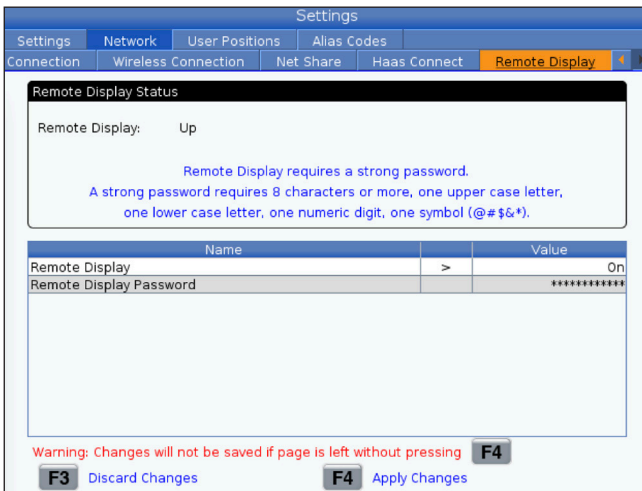 Settings
Settings Network User Positions Alias Codes
Connection Wireless Connection Net Share Haas Connect Remote Display
Remote Display Status
Remote Display: Up
Remote Display requires a strong password.
A strong password requires 8 characters or more, one upper case letter,
one lower case letter, one numeric digit, one symbol (@#$&*).
Name Value
Remote Display > On
Remote Display Password ************
Warning: Changes will not be saved if page is left without pressing F4
F3 Discard Changes F4 Apply Changes